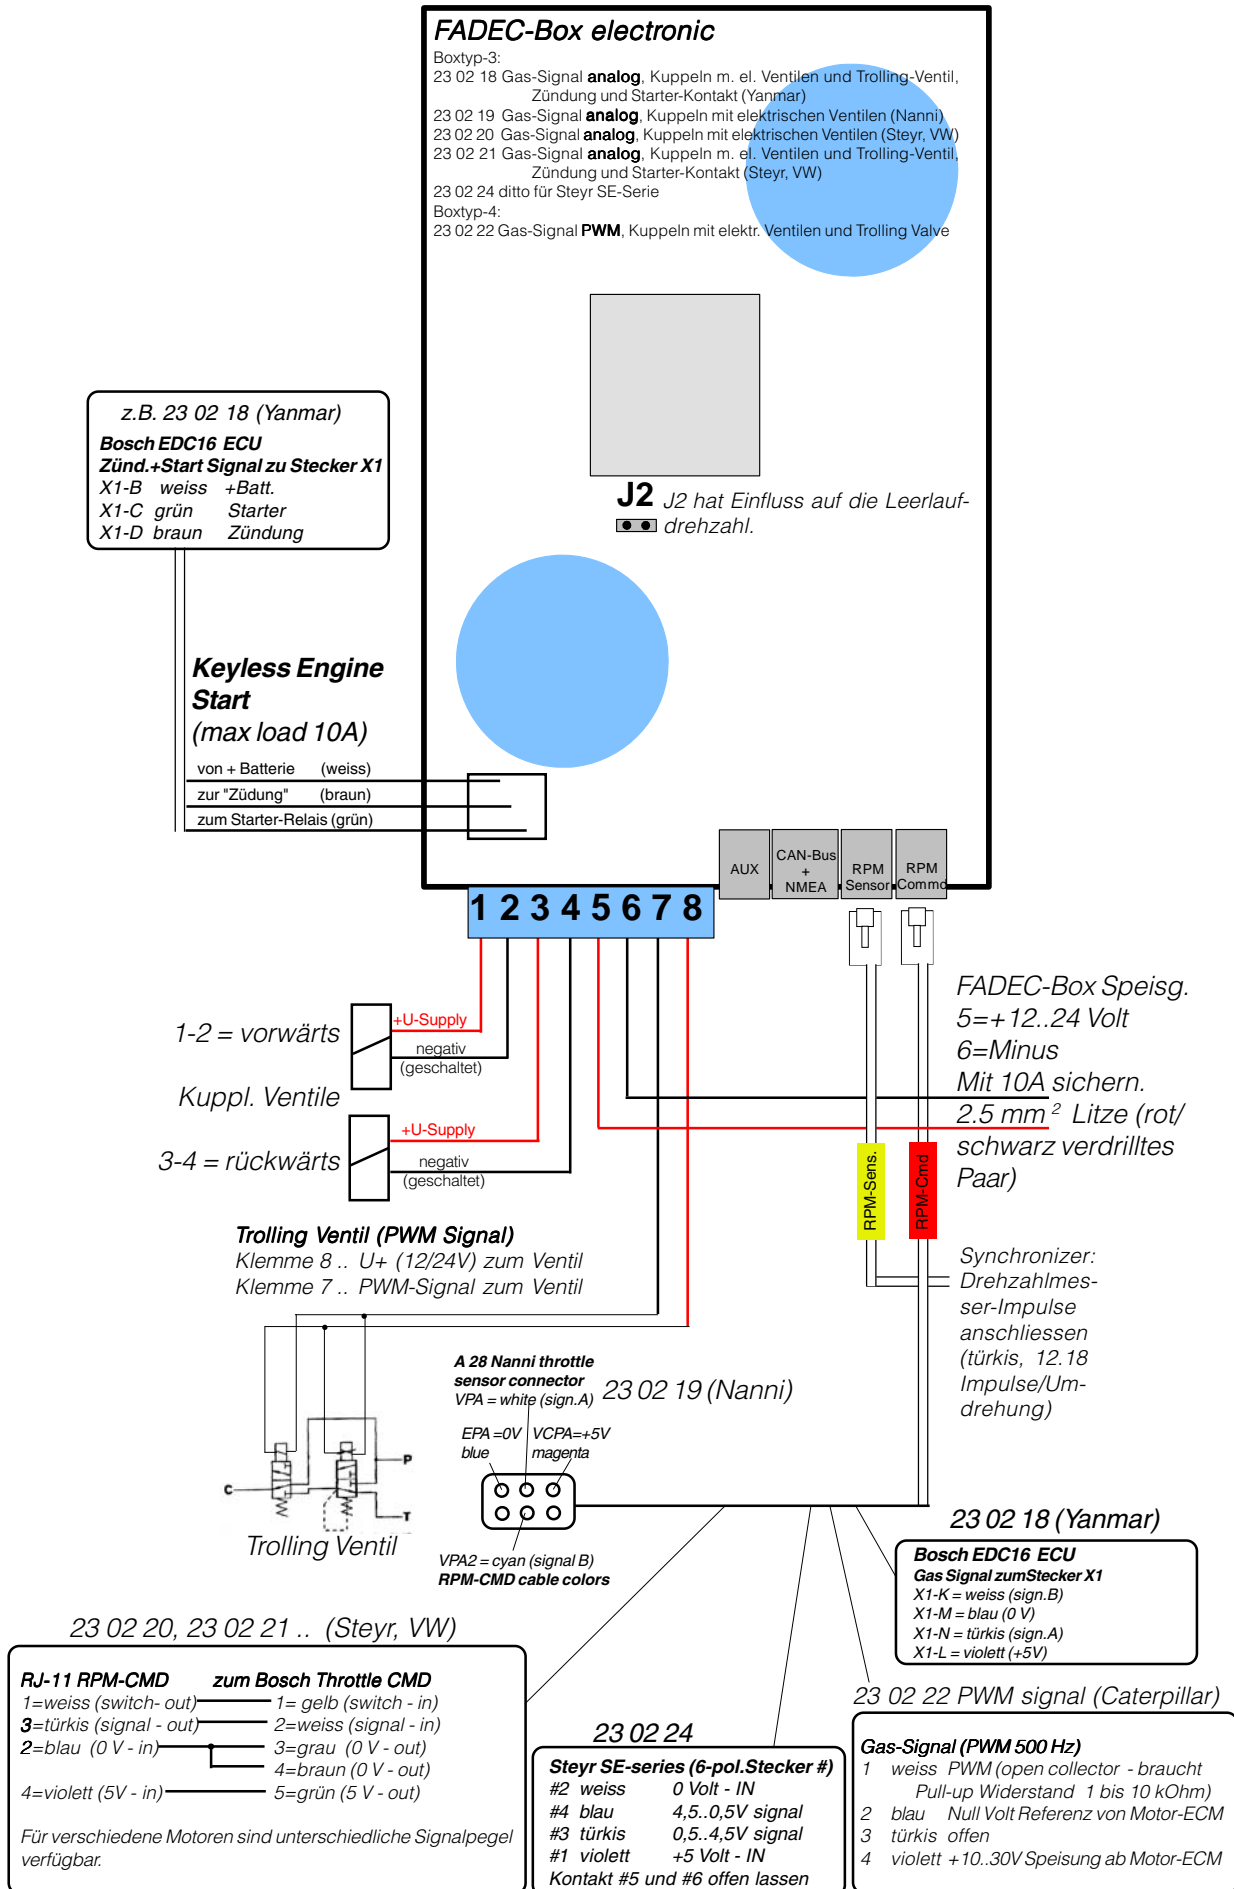 FADEC-Box electronic
Boxtyp-3:
23 02 18 Gas-Signal analog, Kuppeln m. el. Ventilen und Trolling-Ventil,
Zündung und Starter-Kontakt (Yanmar)
23 02 19 Gas-Signal analog, Kuppeln mit elektrischen Ventilen (Nanni)
23 02 20 Gas-Signal analog, Kuppeln mit elektrischen Ventilen (Steyr, VW)
23 02 21 Gas-Signal analog, Kuppeln m. el. Ventilen und Trolling-Ventil,
Zündung und Starter-Kontakt (Steyr, VW)
23 02 24 ditto für Steyr SE-Serie
Boxtyp-4:
23 02 22 Gas-Signal PWM, Kuppeln mit elektr. Ventilen und Trolling Valve
J2 J2 hat Einfluss auf die Leerlauf-
drehzahl.
z.B. 23 02 18 (Yanmar)
Bosch EDC16 ECU
Zünd.+Start Signal zu Stecker X1
X1-B weiss +Batt.
X1-C grün Starter
X1-D braun Zündung
Keyless Engine
Start
(max load 10A)
von + Batterie (weiss)
zur "Züdung" (braun)
zum Starter-Relais (grün)
AUX
CAN-Bus
+
NMEA
RPM
Sensor
RPM
Commd
1 2 3 4 5 6 7 8
1-2 = vorwärts
+U-Supply
negativ
(geschaltet)
Kuppl. Ventile
3-4 = rückwärts
+U-Supply
negativ
(geschaltet)
FADEC-Box Speisg.
5=+12..24 Volt
6=Minus
Mit 10A sichern.
2.5 mm² Litze (rot/
schwarz verdrilltes
Paar)
RPM-Sens.
RPM-Cmd
Trolling Ventil (PWM Signal)
Klemme 8 .. U+ (12/24V) zum Ventil
Klemme 7 .. PWM-Signal zum Ventil
Synchronizer:
Drehzahlmes-
ser-Impulse
anschliessen
(türkis, 12.18
Impulse/Um-
drehung)
C
P
T
Trolling Ventil
A 28 Nanni throttle
sensor connector
VPA = white (sign.A)
23 02 19 (Nanni)
EPA =0V
blue
VCPA=+5V
magenta
VPA2 = cyan (signal B)
RPM-CMD cable colors
23 02 18 (Yanmar)
Bosch EDC16 ECU
Gas Signal zumStecker X1
X1-K = weiss (sign.B)
X1-M = blau (0 V)
X1-N = türkis (sign.A)
X1-L = violett (+5V)
23 02 20, 23 02 21 .. (Steyr, VW)
RJ-11 RPM-CMD zum Bosch Throttle CMD
1=weiss (switch- out) 1= gelb (switch - in)
3=türkis (signal - out) 2=weiss (signal - in)
2=blau (0 V - in) 3=grau (0 V - out)
4=braun (0 V - out)
4=violett (5V - in) 5=grün (5 V - out)
Für verschiedene Motoren sind unterschiedliche Signalpegel
verfügbar.
23 02 24
Steyr SE-series (6-pol.Stecker #)
#2 weiss 0 Volt - IN
#4 blau 4,5..0,5V signal
#3 türkis 0,5..4,5V signal
#1 violett +5 Volt - IN
Kontakt #5 und #6 offen lassen
23 02 22 PWM signal (Caterpillar)
Gas-Signal (PWM 500 Hz)
1 weiss PWM (open collector - braucht
Pull-up Widerstand 1 bis 10 kOhm)
2 blau Null Volt Referenz von Motor-ECM
3 türkis offen
4 violett +10..30V Speisung ab Motor-ECM